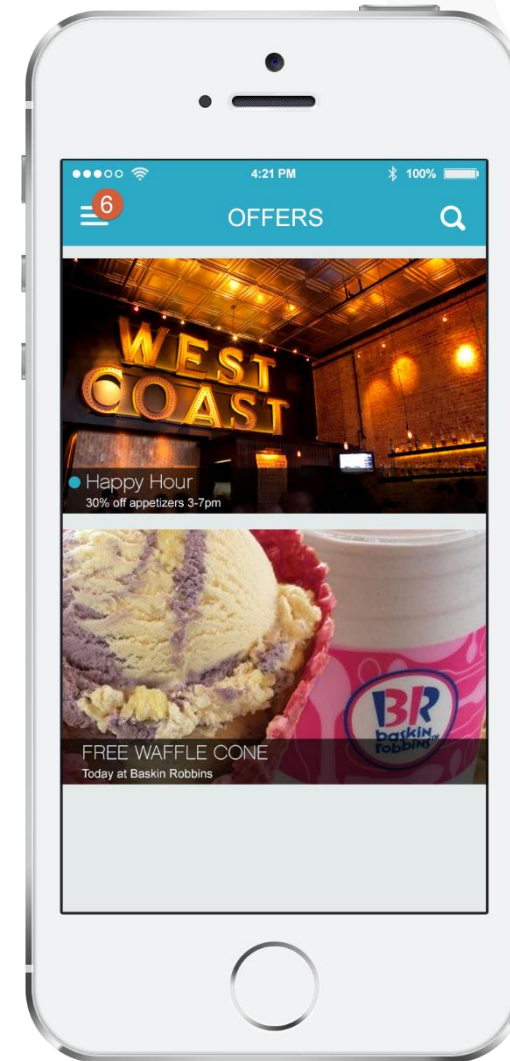 4:21 PM
100%
6
OFFERS
WEST
COAST
Happy Hour
30% off appetizers 3-7pm
BR
baskin
robbins
FREE WAFFLE CONE
Today at Baskin Robbins